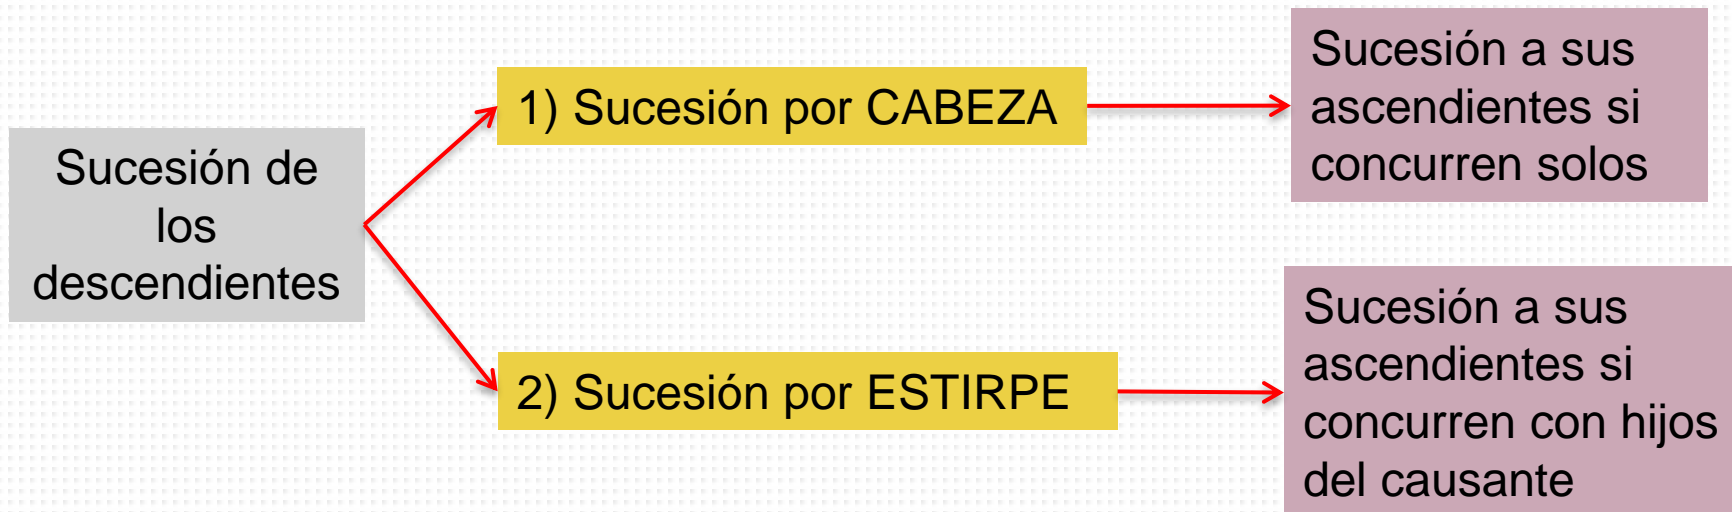 Sucesión de
los
descendientes
1) Sucesión por CABEZA
Sucesión a sus
ascendientes si
concurren solos
2) Sucesión por ESTIRPE
Sucesión a sus
ascendientes si
concurren con hijos
del causante